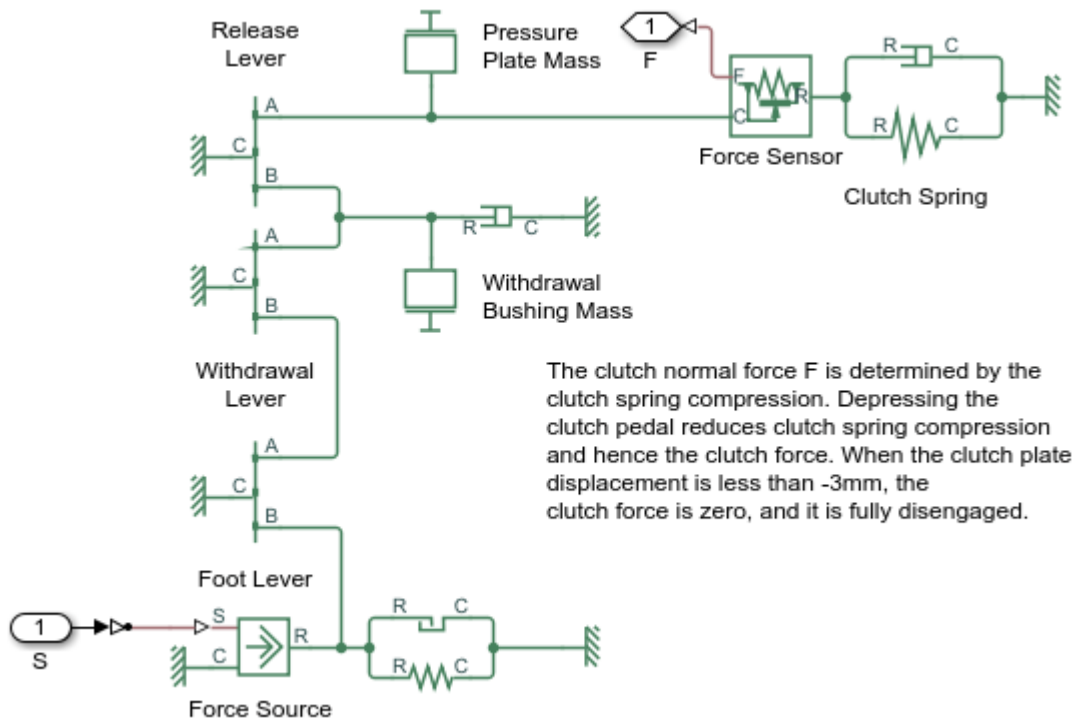 Release
Lever
Pressure
Plate Mass
1
F
A
C
B
F
R
C
Force Sensor
R
C
R
C
Clutch Spring
A
C
B
R
C
Withdrawal
Bushing Mass
Withdrawal
Lever
The clutch normal force F is determined by the
clutch spring compression. Depressing the
clutch pedal reduces clutch spring compression
and hence the clutch force. When the clutch plate
displacement is less than -3mm, the
clutch force is zero, and it is fully disengaged.
A
C
B
Foot Lever
1
S
S
C
R
R
C
R
C
Force Source